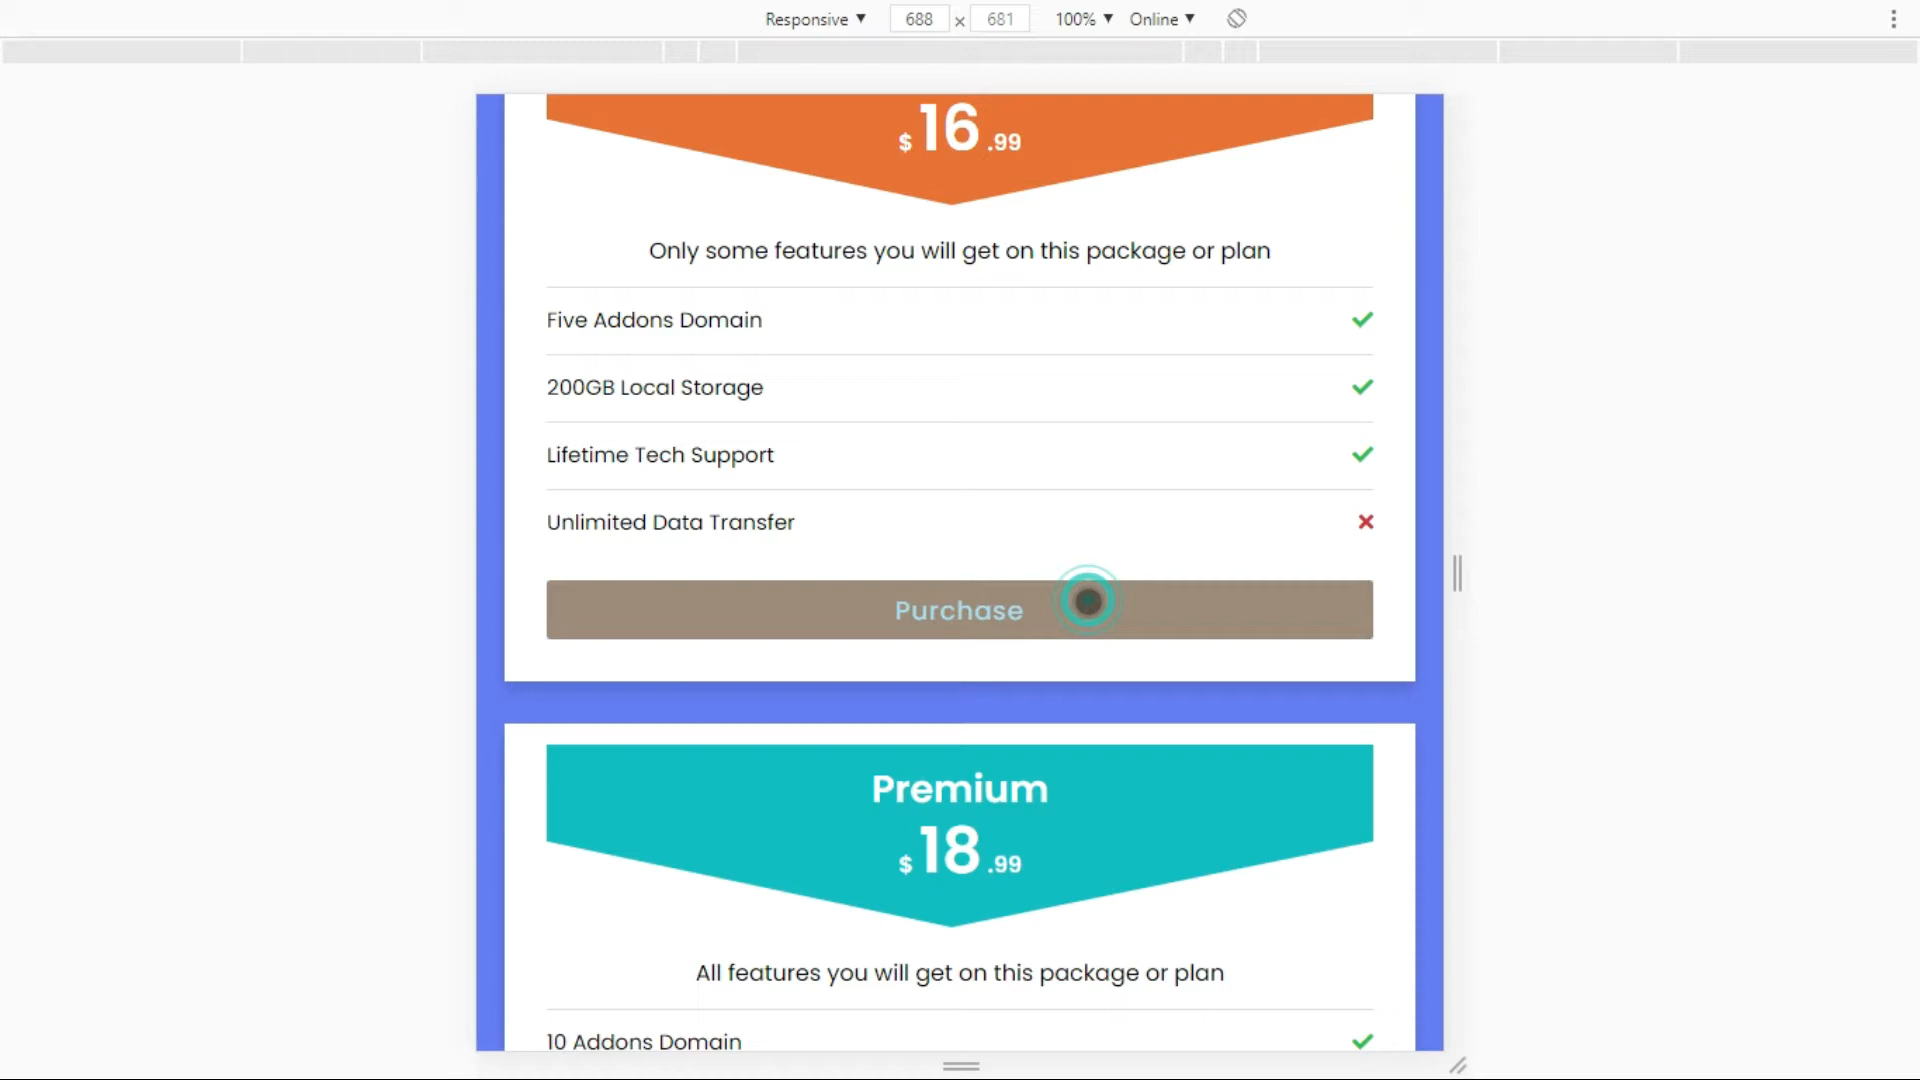 Responsive ▼ 688 x 681 100% ▼ Online ▼
$16.99
Only some features you will get on this package or plan
Five Addons Domain
200GB Local Storage
Lifetime Tech Support
Unlimited Data Transfer
Purchase
Premium
$18.99
All features you will get on this package or plan
10 Addons Domain